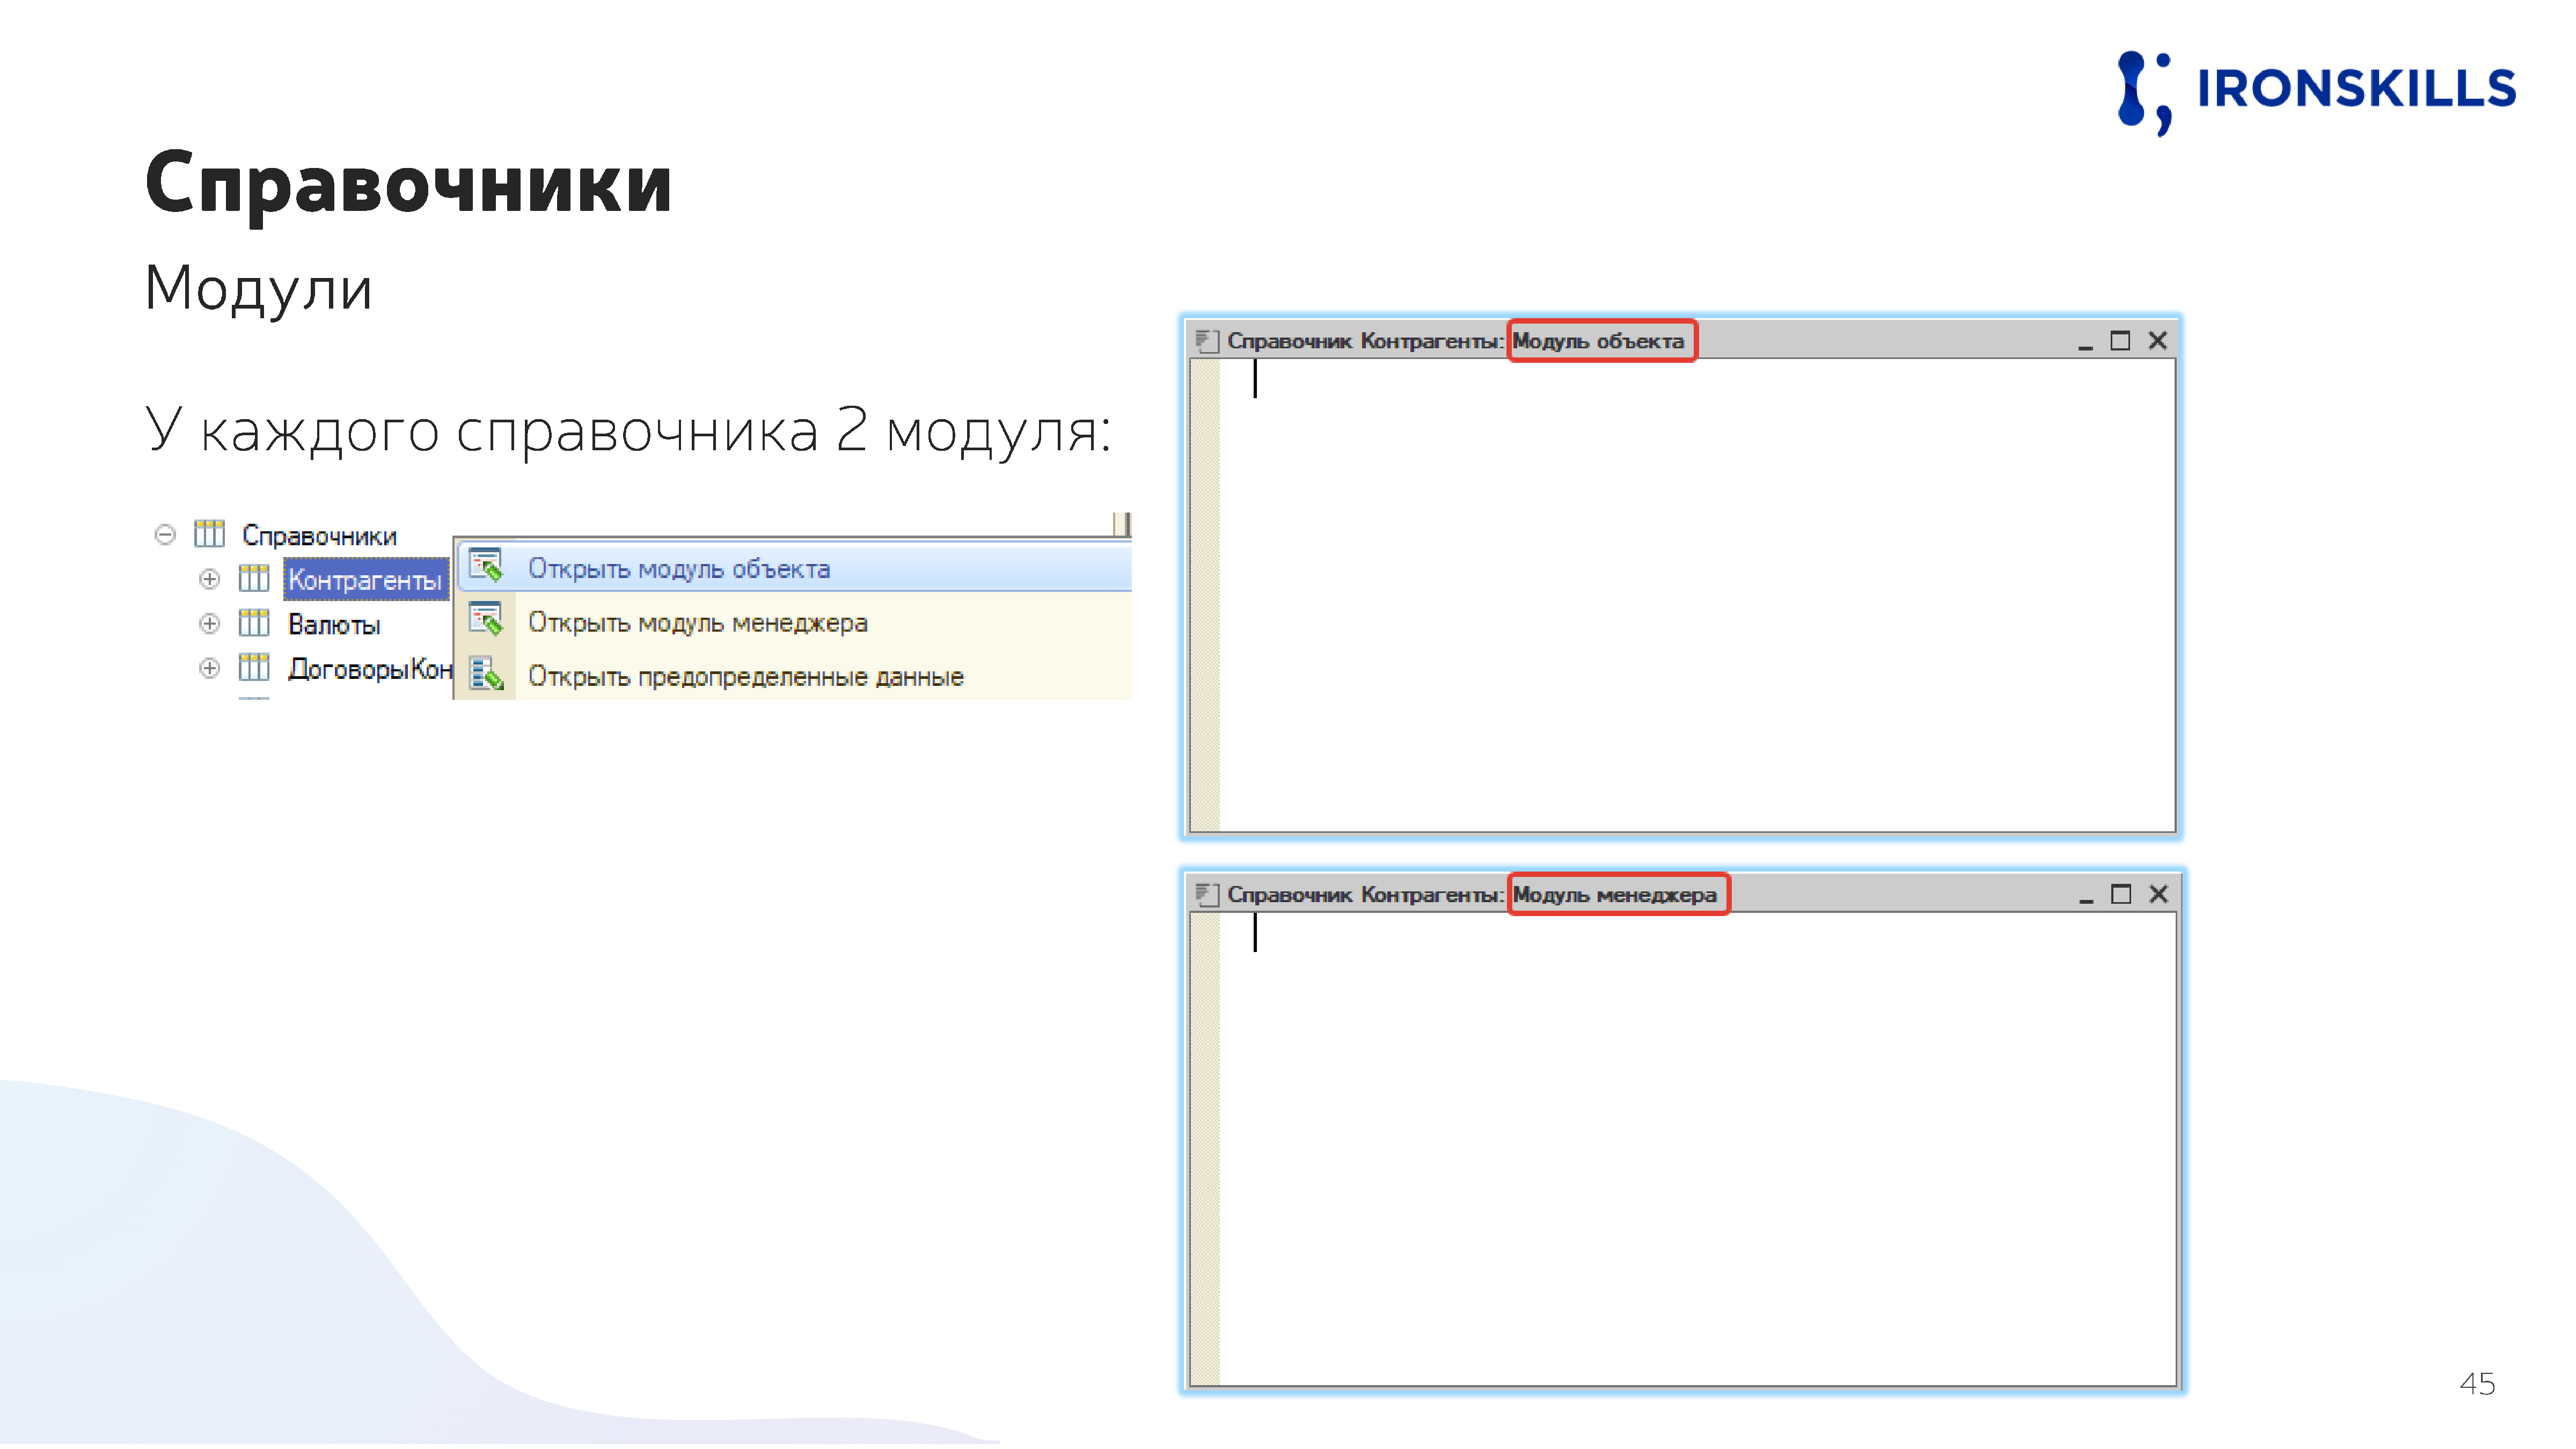 IRONSKILLS
Справочники
Модули
У каждого справочника 2 модуля:
Справочники
Контрагенты
Валюты
ДоговорыКон
Открыть модуль объекта
Открыть модуль менеджера
Открыть предопределенные данные
Справочник Контрагенты: Модуль объекта
Справочник Контрагенты: Модуль менеджера
45